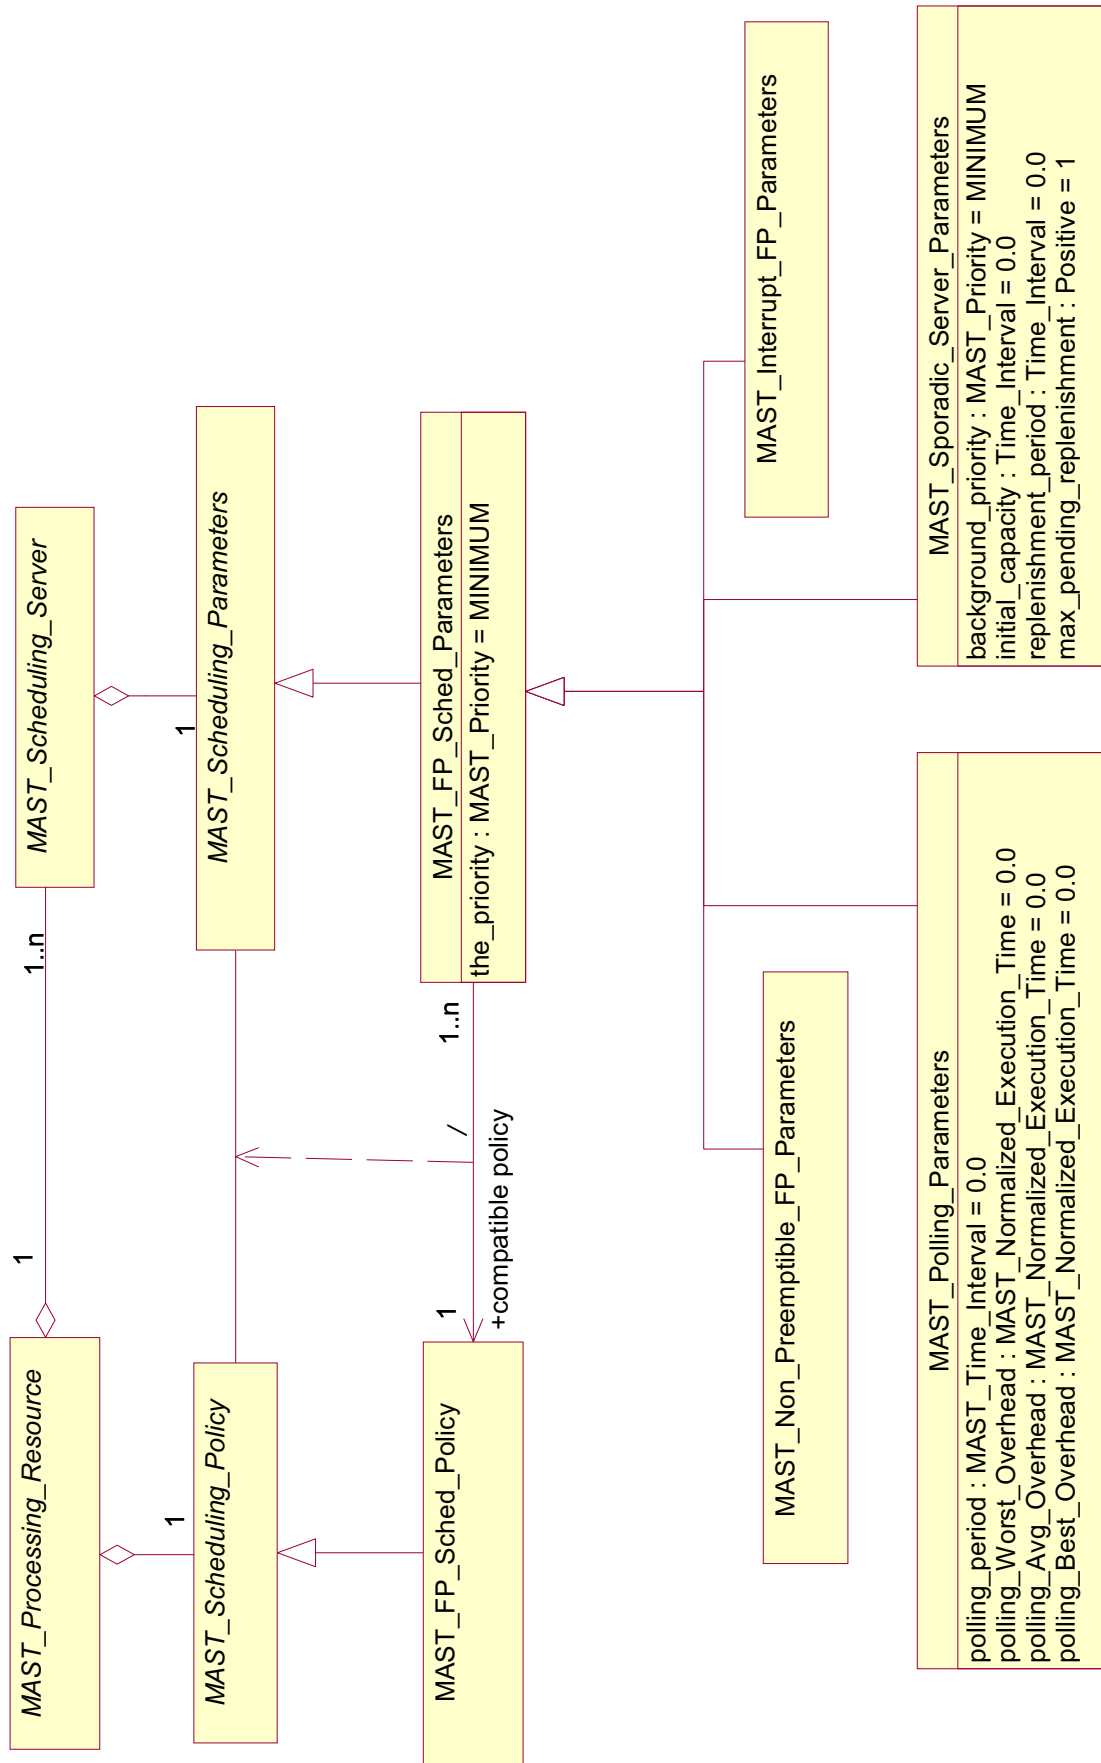 MAST_Processing_Resource
1
1..n
MAST_Scheduling_Server
1
1
MAST_Scheduling_Policy
MAST_Scheduling_Parameters
MAST_FP_Sched_Policy
1
+compatible policy
/
1..n
MAST_FP_Sched_Parameters
the_priority : MAST_Priority = MINIMUM
MAST_Non_Preemptible_FP_Parameters
MAST_Interrupt_FP_Parameters
MAST_Polling_Parameters
polling_period : MAST_Time_Interval = 0.0
polling_Worst_Overhead : MAST_Normalized_Execution_Time = 0.0
polling_Avg_Overhead : MAST_Normalized_Execution_Time = 0.0
polling_Best_Overhead : MAST_Normalized_Execution_Time = 0.0
MAST_Sporadic_Server_Parameters
background_priority : MAST_Priority = MINIMUM
initial_capacity : Time_Interval = 0.0
replenishment_period : Time_Interval = 0.0
max_pending_replenishment : Positive = 1